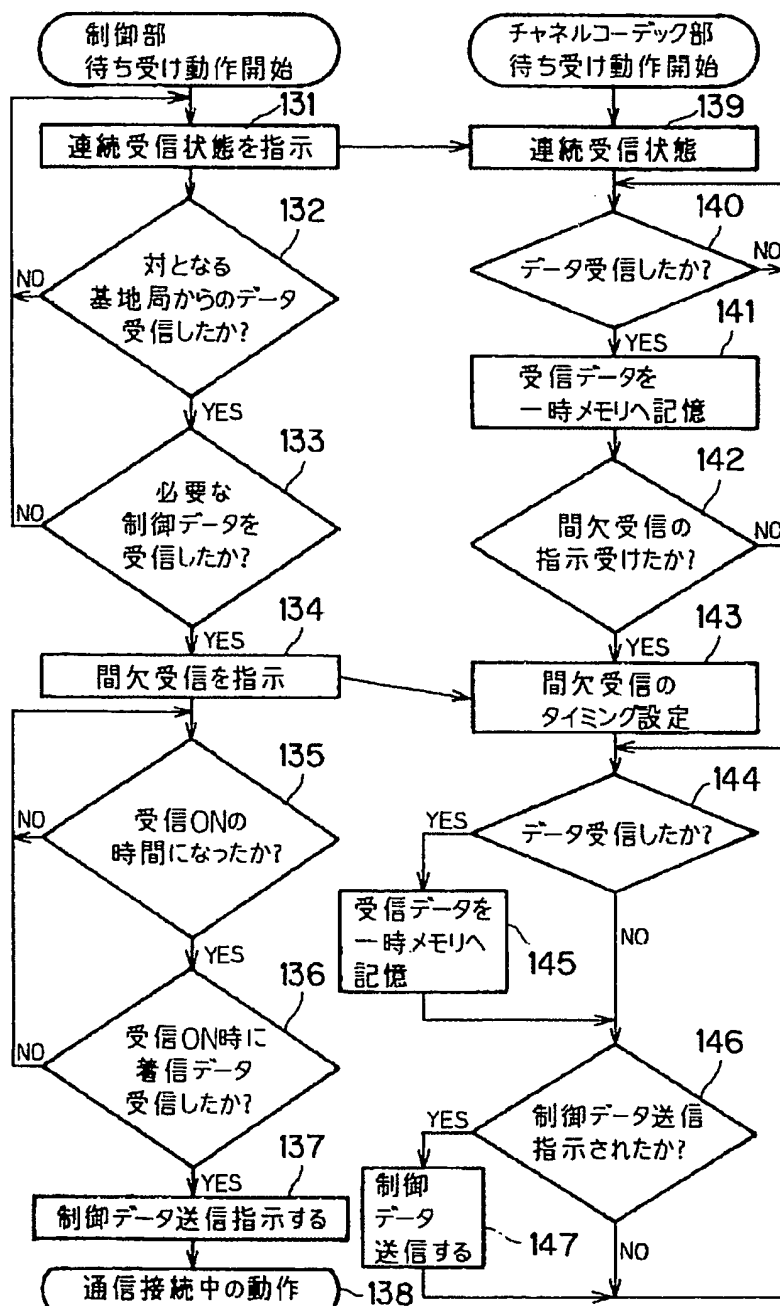 制御部
待ち受け動作開始
131
連続受信状態を指示
132
対となる
基地局からのデータ
受信したか?
NO
YES
133
必要な
制御データを
受信したか?
NO
YES
134
間欠受信を指示
135
受信ONの
時間になったか?
NO
YES
136
受信ON時に
着信データ
受信したか?
NO
YES
137
制御データ送信指示する
通信接続中の動作
138
チャネルコーデック部
待ち受け動作開始
139
連続受信状態
140
データ受信したか?
NO
YES
141
受信データを
一時メモリへ記憶
142
間欠受信の
指示受けたか?
NO
YES
143
間欠受信の
タイミング設定
144
データ受信したか?
YES
NO
受信データを
一時メモリへ
記憶
145
146
制御データ送信
指示されたか?
YES
NO
制御
データ
送信する
147